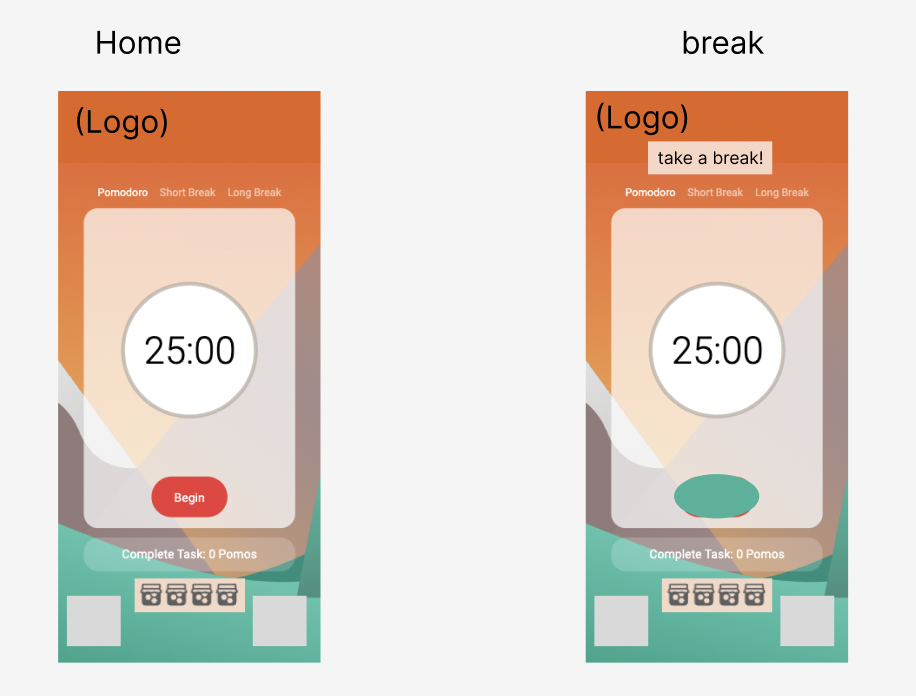 Home
(Logo)
Pomodoro Short Break Long Break
25:00
Begin
Complete Task: 0 Pomos
break
(Logo)
take a break!
Pomodoro Short Break Long Break
25:00
Complete Task: 0 Pomos